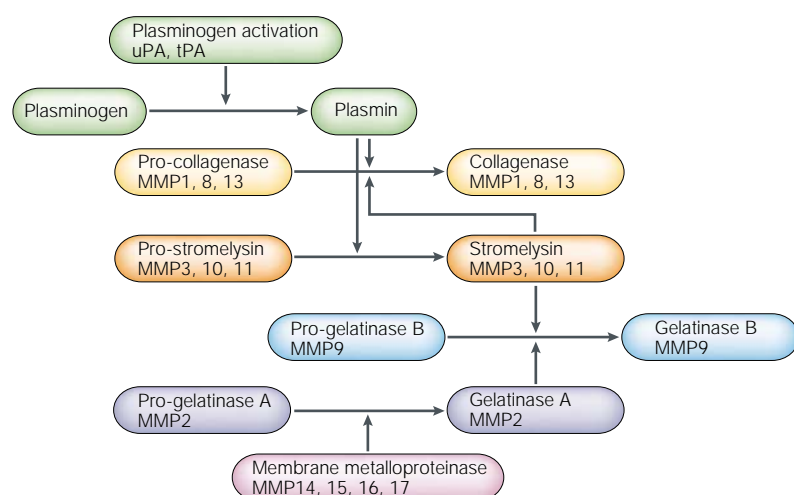 Plasminogen activation
uPA, tPA
Plasminogen
Plasmin
Pro-collagenase
MMP1, 8, 13
Collagenase
MMP1, 8, 13
Pro-stromelysin
MMP3, 10, 11
Stromelysin
MMP3, 10, 11
Pro-gelatinase B
MMP9
Gelatinase B
MMP9
Pro-gelatinase A
MMP2
Gelatinase A
MMP2
Membrane metalloproteinase
MMP14, 15, 16, 17